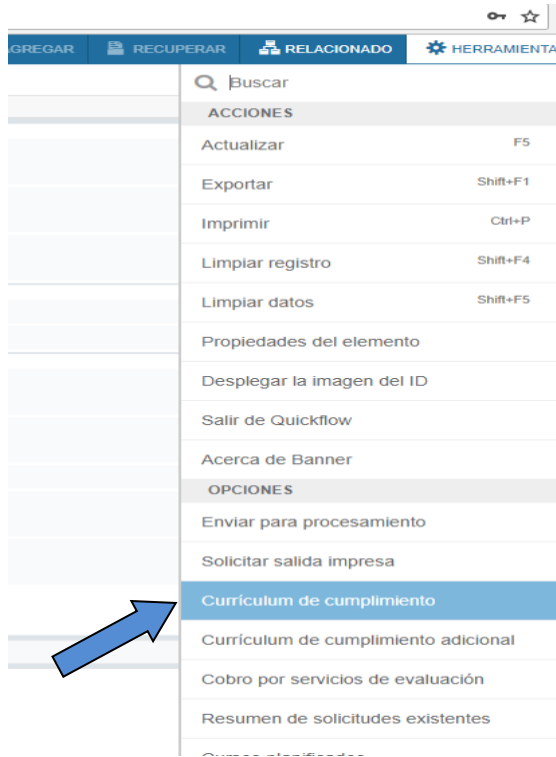 AGREGAR RECUPERAR RELACIONADO HERRAMIENTA
Buscar
ACCIONES
Actualizar F5
Exportar Shift+F1
Imprimir Ctrl+P
Limpiar registro Shift+F4
Limpiar datos Shift+F5
Propiedades del elemento
Desplegar la imagen del ID
Salir de Quickflow
Acerca de Banner
OPCIONES
Enviar para procesamiento
Solicitar salida impresa
Currículum de cumplimiento
Currículum de cumplimiento adicional
Cobro por servicios de evaluación
Resumen de solicitudes existentes
Cursos planificados